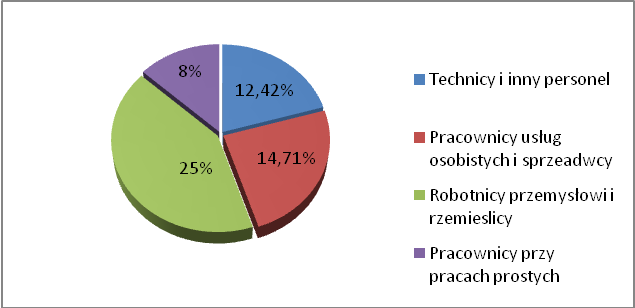 8%
12,42%
14,71%
25%
Technicy i inny personel
Pracownicy usług
osobistych i sprzeadwcy
Robotnicy przemysłowi i
rzemieslicy
Pracownicy przy
pracach prostych